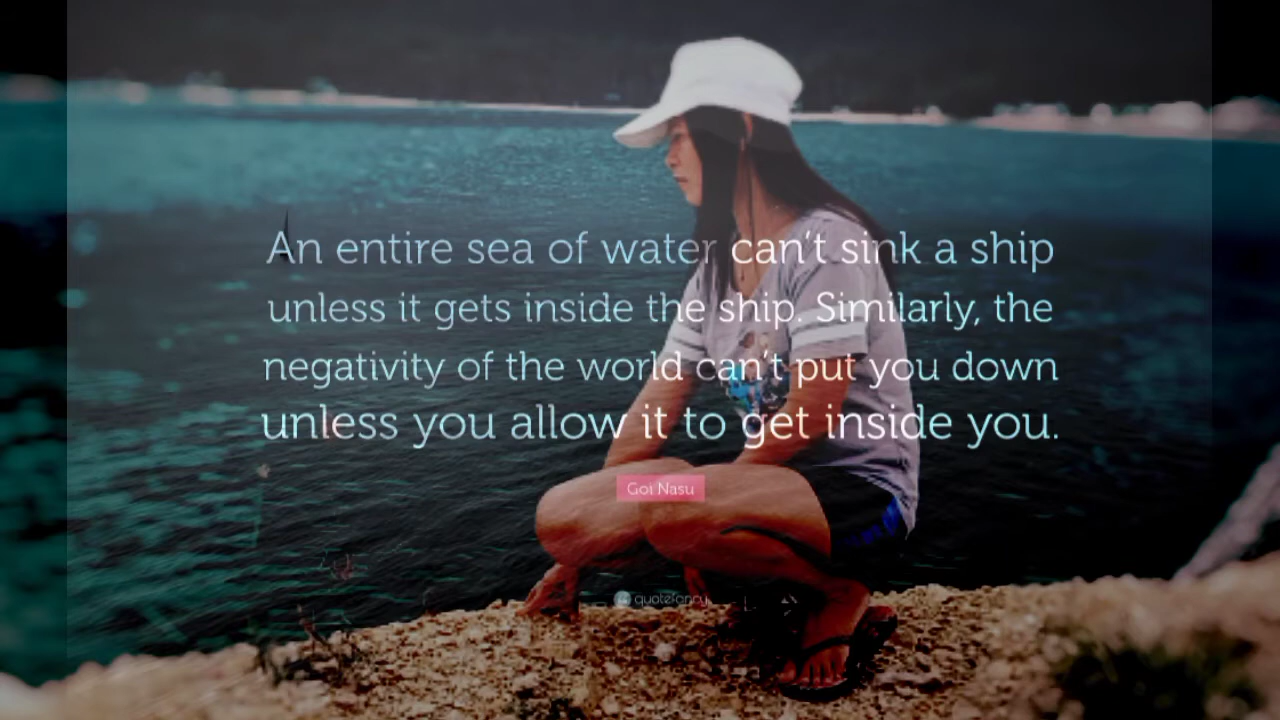 An entire sea of water can't sink a ship
unless it gets inside the ship. Similarly, the
negativity of the world can't put you down
unless you allow it to get inside you.
Goi Nasu
quotefancy